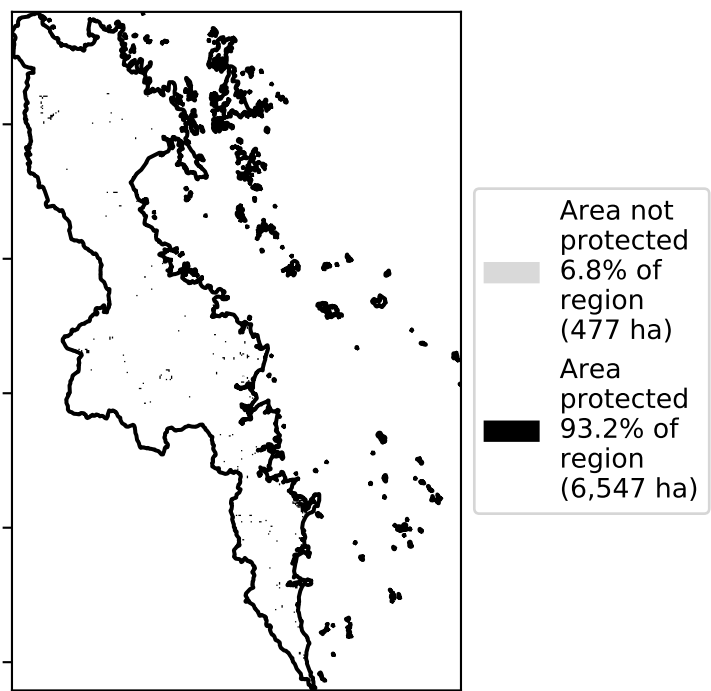 Area not
protected
6.8% of
region
(477 ha)
Area
protected
93.2% of
region
(6,547 ha)